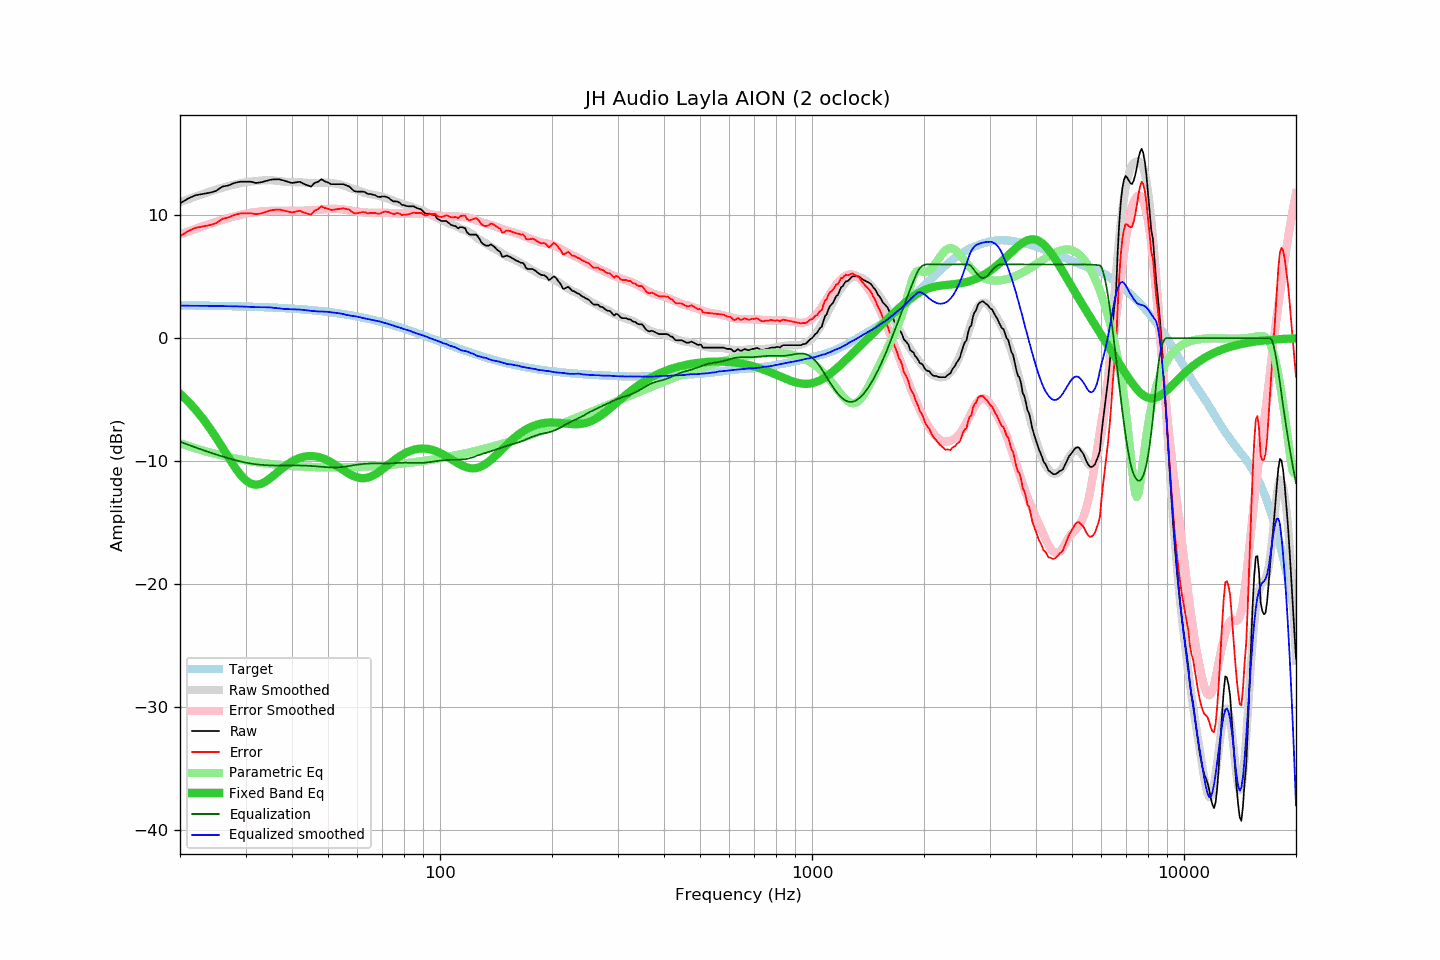 JH Audio Layla AION (2 oclock)
10
0
−10
−20
−30
−40
Amplitude (dBr)
Target
Raw Smoothed
Error Smoothed
Raw
Error
Parametric Eq
Fixed Band Eq
Equalization
Equalized smoothed
100 1000 10000
Frequency (Hz)